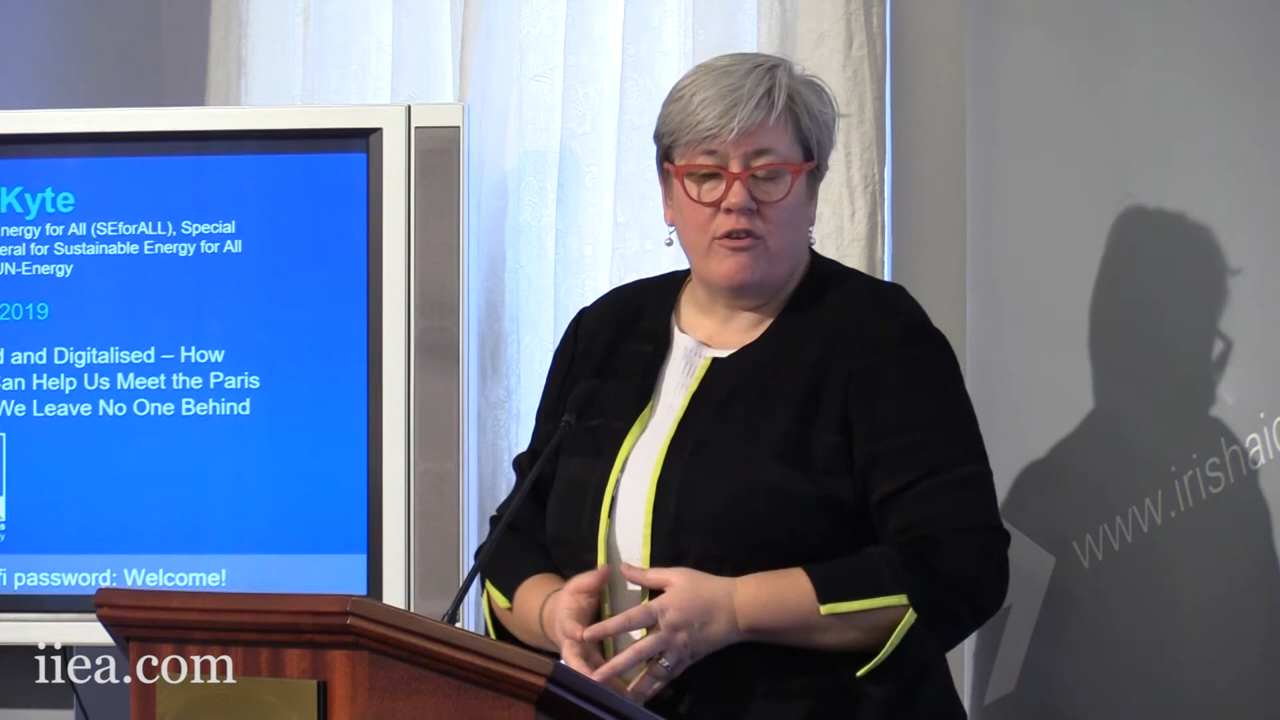 Kyte
nergy for All (SEforALL), Special
eral for Sustainable Energy for All
UN-Energy
2019
d and Digitalised – How
Can Help Us Meet the Paris
We Leave No One Behind
fi password: Welcome!
iiea.com
www.irishaid